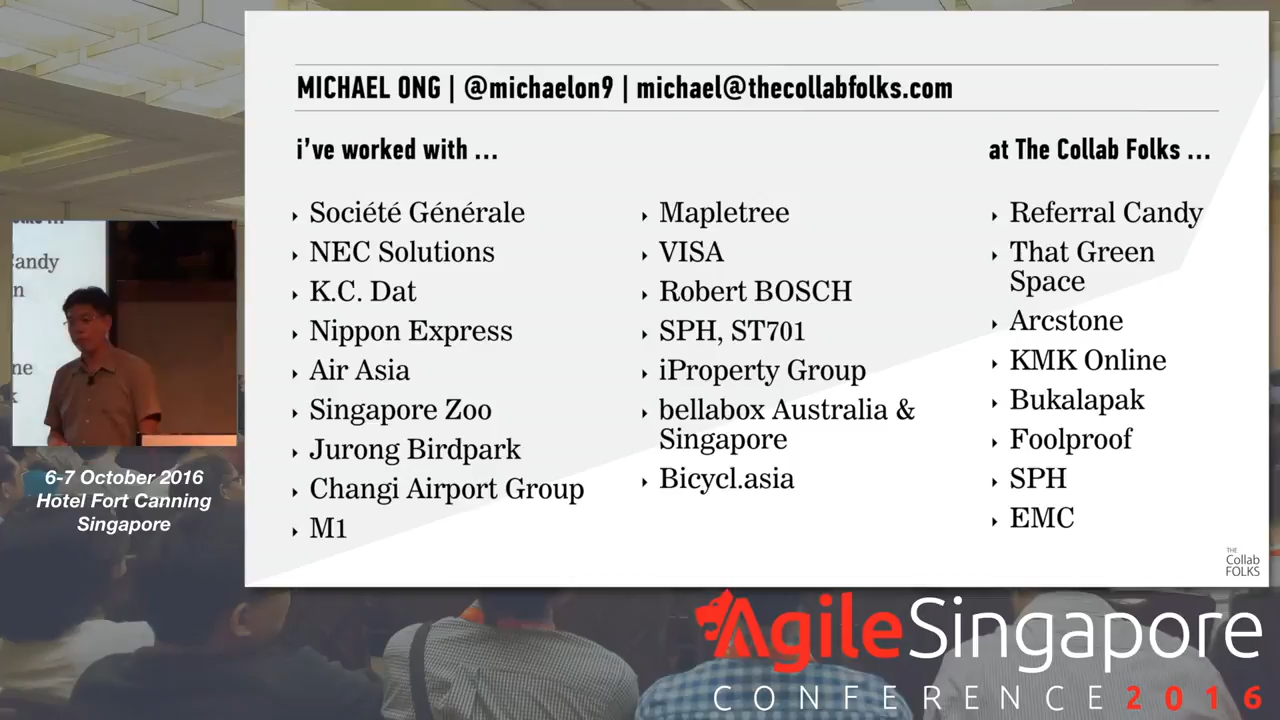 MICHAEL ONG | @michaelon9 | michael@thecollabfolks.com
i've worked with ...
Société Générale
NEC Solutions
K.C. Dat
Nippon Express
Air Asia
Singapore Zoo
Jurong Birdpark
Changi Airport Group
M1
Mapletree
VISA
Robert BOSCH
SPH, ST701
iProperty Group
bellabox Australia &
Singapore
Bicycl.asia
at The Collab Folks ...
Referral Candy
That Green
Space
Arcstone
KMK Online
Bukalapak
Foolproof
SPH
EMC
THE
Collab
FOLKS
andy
n
ne
k
6-7 October 2016
Hotel Fort Canning
Singapore
AgileSingapore
CONFERENCE 2016